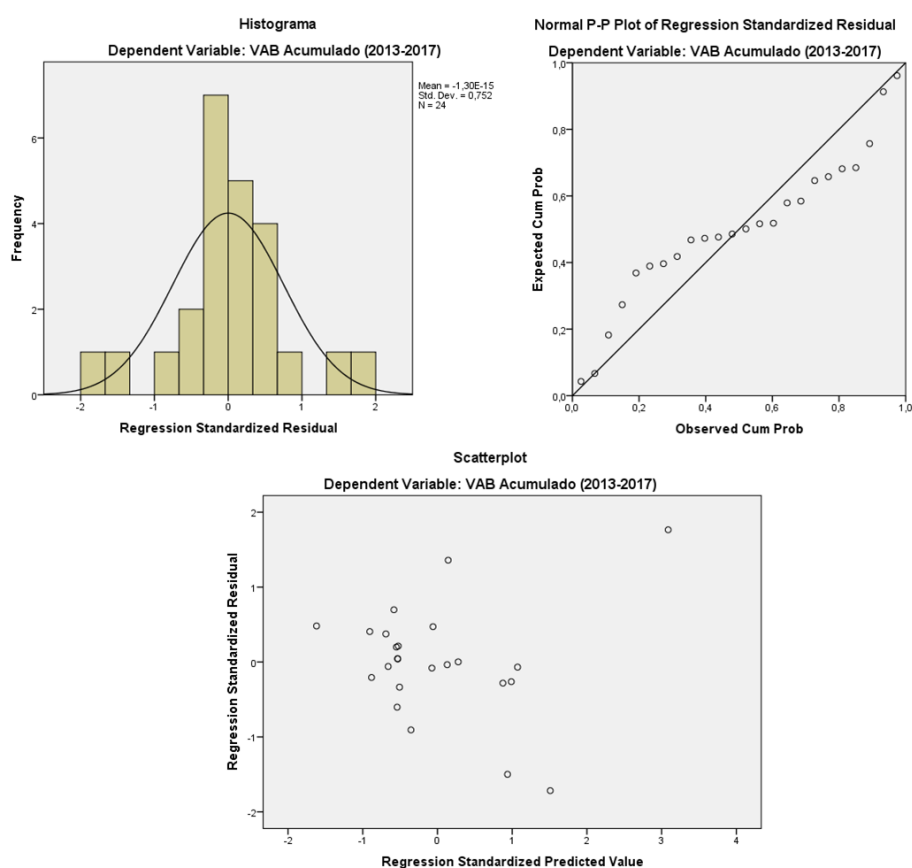 Histograma
Dependent Variable: VAB Acumulado (2013-2017)
Mean = -1,30E-15
Std. Dev. = 0,752
N = 24
Frequency
6
4
2
0
-2
-1
0
1
2
Regression Standardized Residual
Normal P-P Plot of Regression Standardized Residual
Dependent Variable: VAB Acumulado (2013-2017)
Expected Cum Prob
1,0
0,8
0,6
0,4
0,2
0,0
0,0
0,2
0,4
0,6
0,8
1,0
Observed Cum Prob
Scatterplot
Dependent Variable: VAB Acumulado (2013-2017)
Regression Standardized Residual
2
1
0
-1
-2
-2
-1
0
1
2
3
4
Regression Standardized Predicted Value